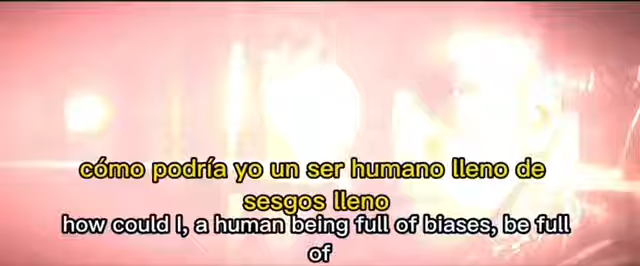 cómo podría yo un ser humano lleno de
sesgos lleno
how could I, a human being full of biases, be full
of